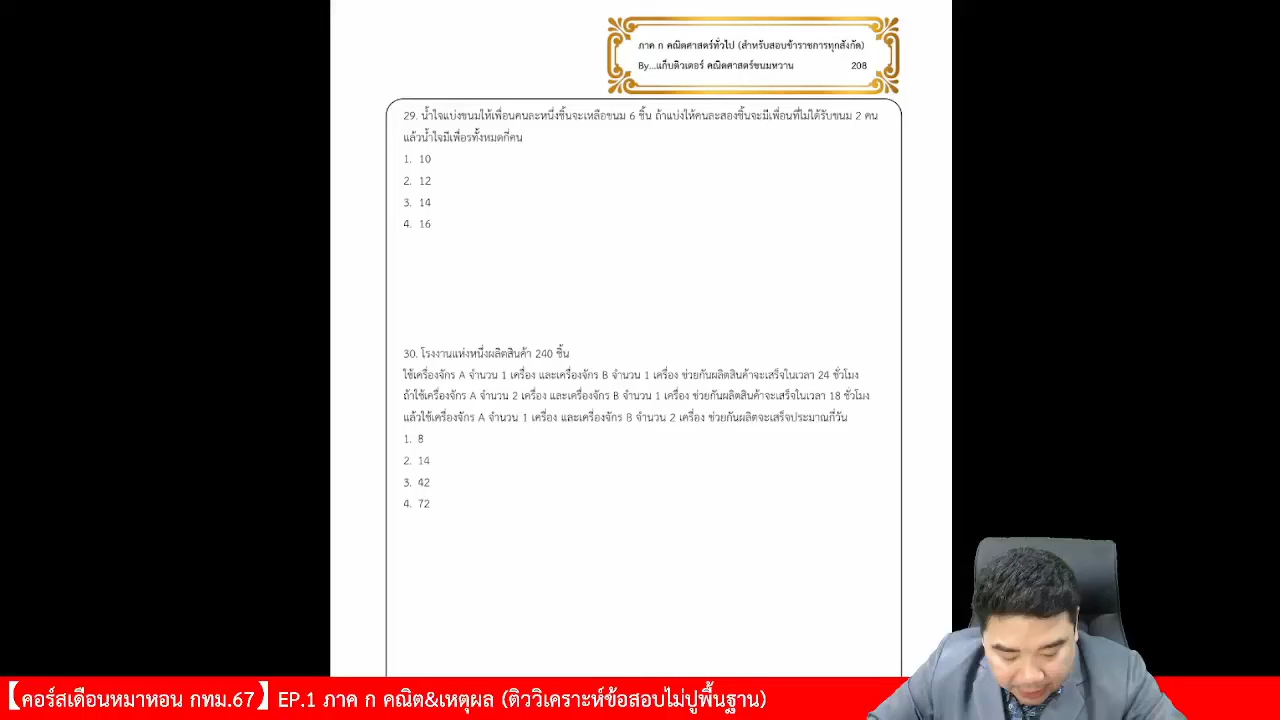 ภาค ก คณิตศาสตร์ทั่วไป (สำหรับสอบข้าราชการทุกสังกัด)
By...แก๊บติวเตอร์ คณิตศาสตร์ขนมหวาน 208
29. น้ำใจแบ่งขนมให้เพื่อนคนละหนึ่งชิ้นจะเหลือขนม 6 ชิ้น ถ้าแบ่งให้คนละสองชิ้นจะมีเพื่อนที่ไม่ได้รับขนม 2 คน
แล้วน้ำใจมีเพื่อรทั้งหมดกี่คน
1. 10
2. 12
3. 14
4. 16
30. โรงงานแห่งหนึ่งผลิตสินค้า 240 ชิ้น
ใช้เครื่องจักร A จำนวน 1 เครื่อง และเครื่องจักร B จำนวน 1 เครื่อง ช่วยกันผลิตสินค้าจะเสร็จในเวลา 24 ชั่วโมง
ถ้าใช้เครื่องจักร A จำนวน 2 เครื่อง และเครื่องจักร B จำนวน 1 เครื่อง ช่วยกันผลิตสินค้าจะเสร็จในเวลา 18 ชั่วโมง
แล้วใช้เครื่องจักร A จำนวน 1 เครื่อง และเครื่องจักร B จำนวน 2 เครื่อง ช่วยกันผลิตจะเสร็จประมาณกี่วัน
1. 8
2. 14
3. 42
4. 72
【คอร์สเดือนหมาหอน กทม.67】 EP.1 ภาค ก คณิต&เหตุผล (ติววิเคราะห์ข้อสอบไม่ปูพื้นฐาน)